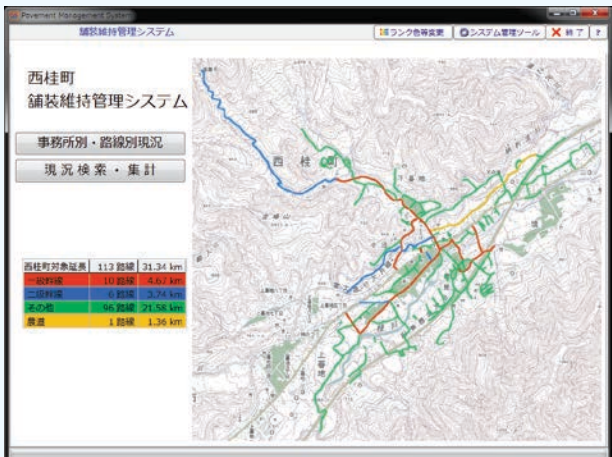 Pavement Management System
舗装維持管理システム
ランク色等変更
システム管理ツール
終了
?
西桂町
舗装維持管理システム
事務所別・路線別現況
現況検索・集計
西桂町対象延長 113 路線 31.34 km
一級幹線 10 路線 4.67 km
二級幹線 6 路線 3.74 km
その他 96 路線 21.58 km
農道 1 路線 1.36 km
西 桂 町
上暮地